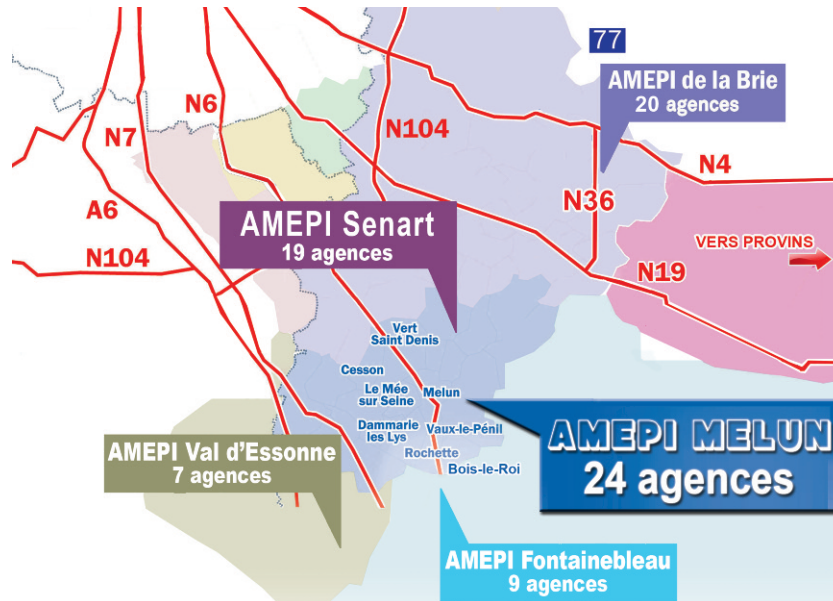 77
AMEPI de la Brie
20 agences
N6
N7
N104
N4
A6
N36
AMEPI Senart
19 agences
VERS PROVINS
N104
N19
Vert
Saint Denis
Cesson
Le Mée
sur Seine
Melun
Dammarie
les Lys
Vaux-le-Pénil
AMEPI MELUN
24 agences
AMEPI Val d'Essonne
7 agences
Rochette
Bois-le-Roi
AMEPI Fontainebleau
9 agences